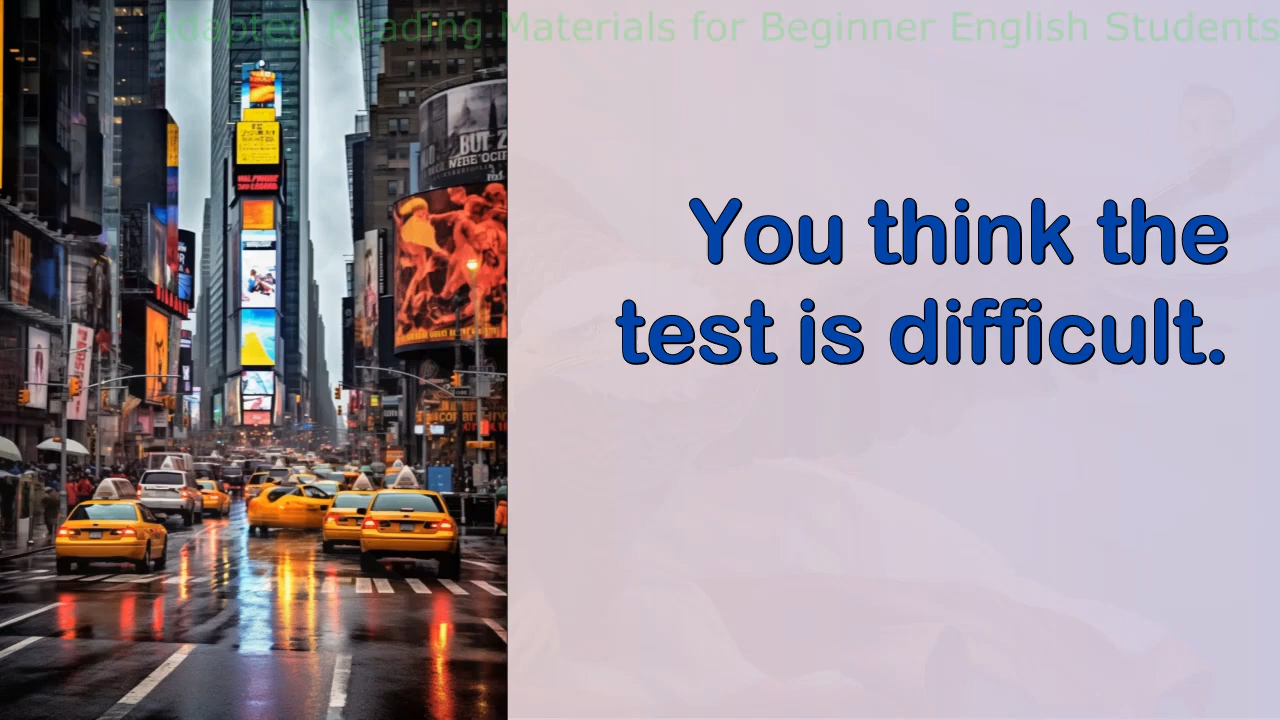 Adapted Reading Materials for Beginner English Students
You think the
test is difficult.